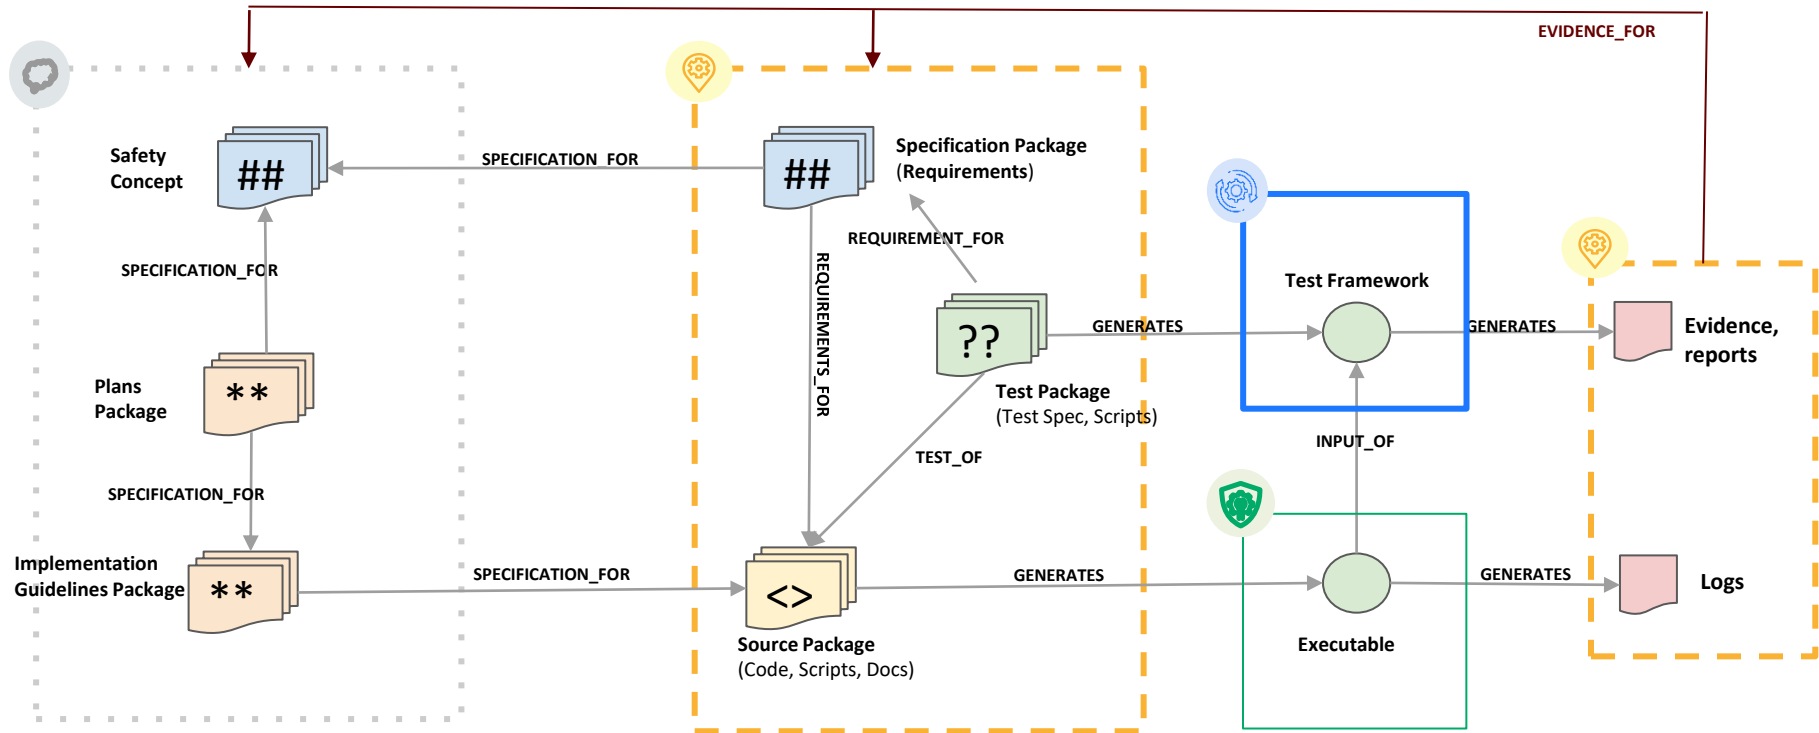 EVIDENCE_FOR
Safety
Concept
##
SPECIFICATION_FOR
##
Specification Package
(Requirements)
SPECIFICATION_FOR
REQUIREMENT_FOR
REQUIREMENTS_FOR
Test Framework
??
GENERATES
GENERATES
Evidence,
reports
Plans
Package
**
Test Package
(Test Spec, Scripts)
TEST_OF
INPUT_OF
SPECIFICATION_FOR
Implementation
Guidelines Package
**
SPECIFICATION_FOR
<>
GENERATES
GENERATES
Logs
Source Package
(Code, Scripts, Docs)
Executable